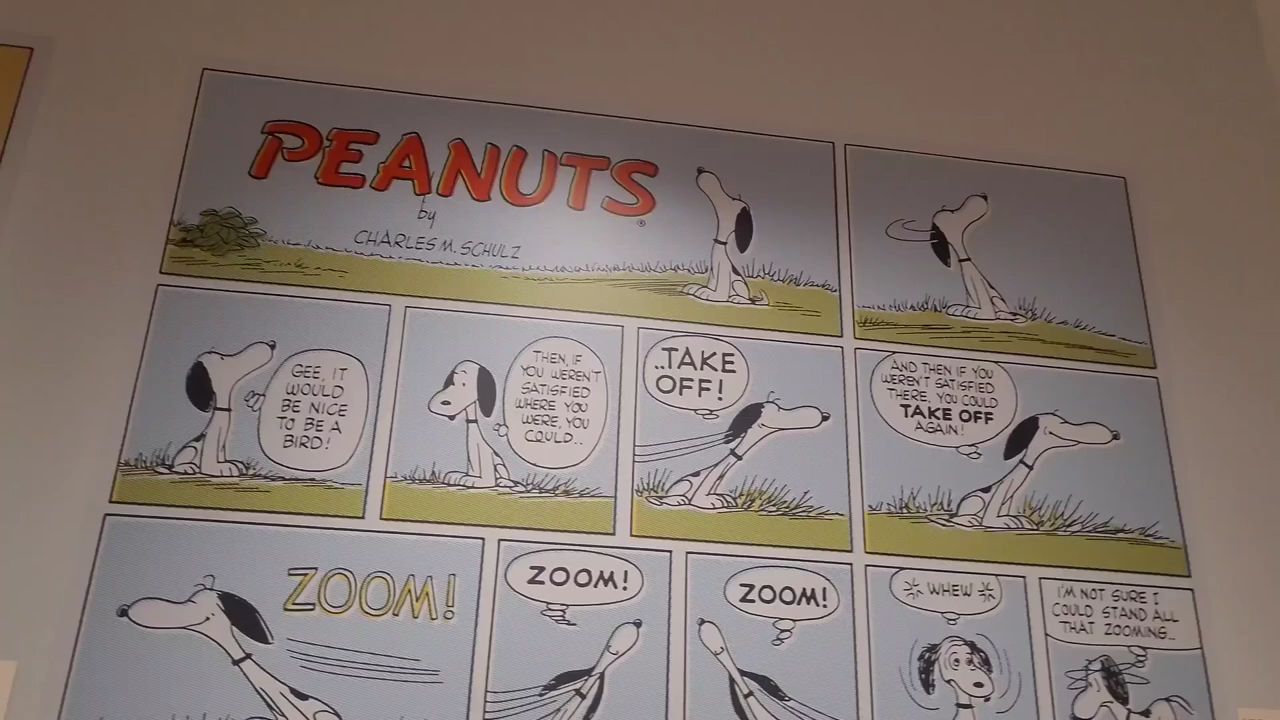 PEANUTS
®
by
CHARLES M. SCHULZ
GEE, IT
WOULD
BE NICE
TO BE A
BIRD!
THEN, IF
YOU WEREN'T
SATISFIED
WHERE YOU
WERE, YOU
COULD..
..TAKE
OFF!
AND THEN IF YOU
WEREN'T SATISFIED
THERE, YOU COULD
TAKE OFF
AGAIN!
ZOOM!
ZOOM!
ZOOM!
WHEW
I'M NOT SURE I
COULD STAND ALL
THAT ZOOMING..